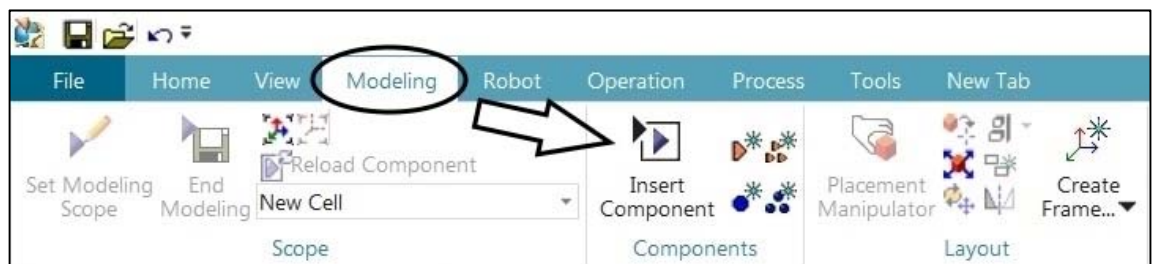 File Home View Modeling Robot Operation Process Tools New Tab
Reload Component
Set Modeling Scope
End Modeling
New Cell
Insert Component
Placement Manipulator
Create Frame...
Scope Components Layout